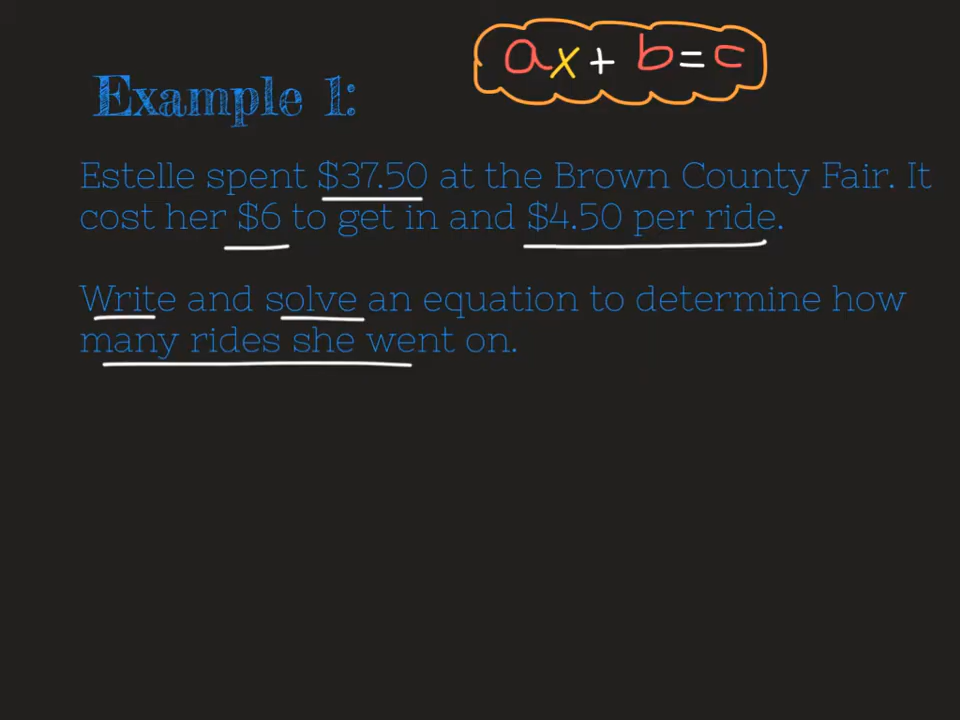 ax + b = c
Example 1:
Estelle spent $37.50 at the Brown County Fair. It
cost her $6 to get in and $4.50 per ride.
Write and solve an equation to determine how
many rides she went on.